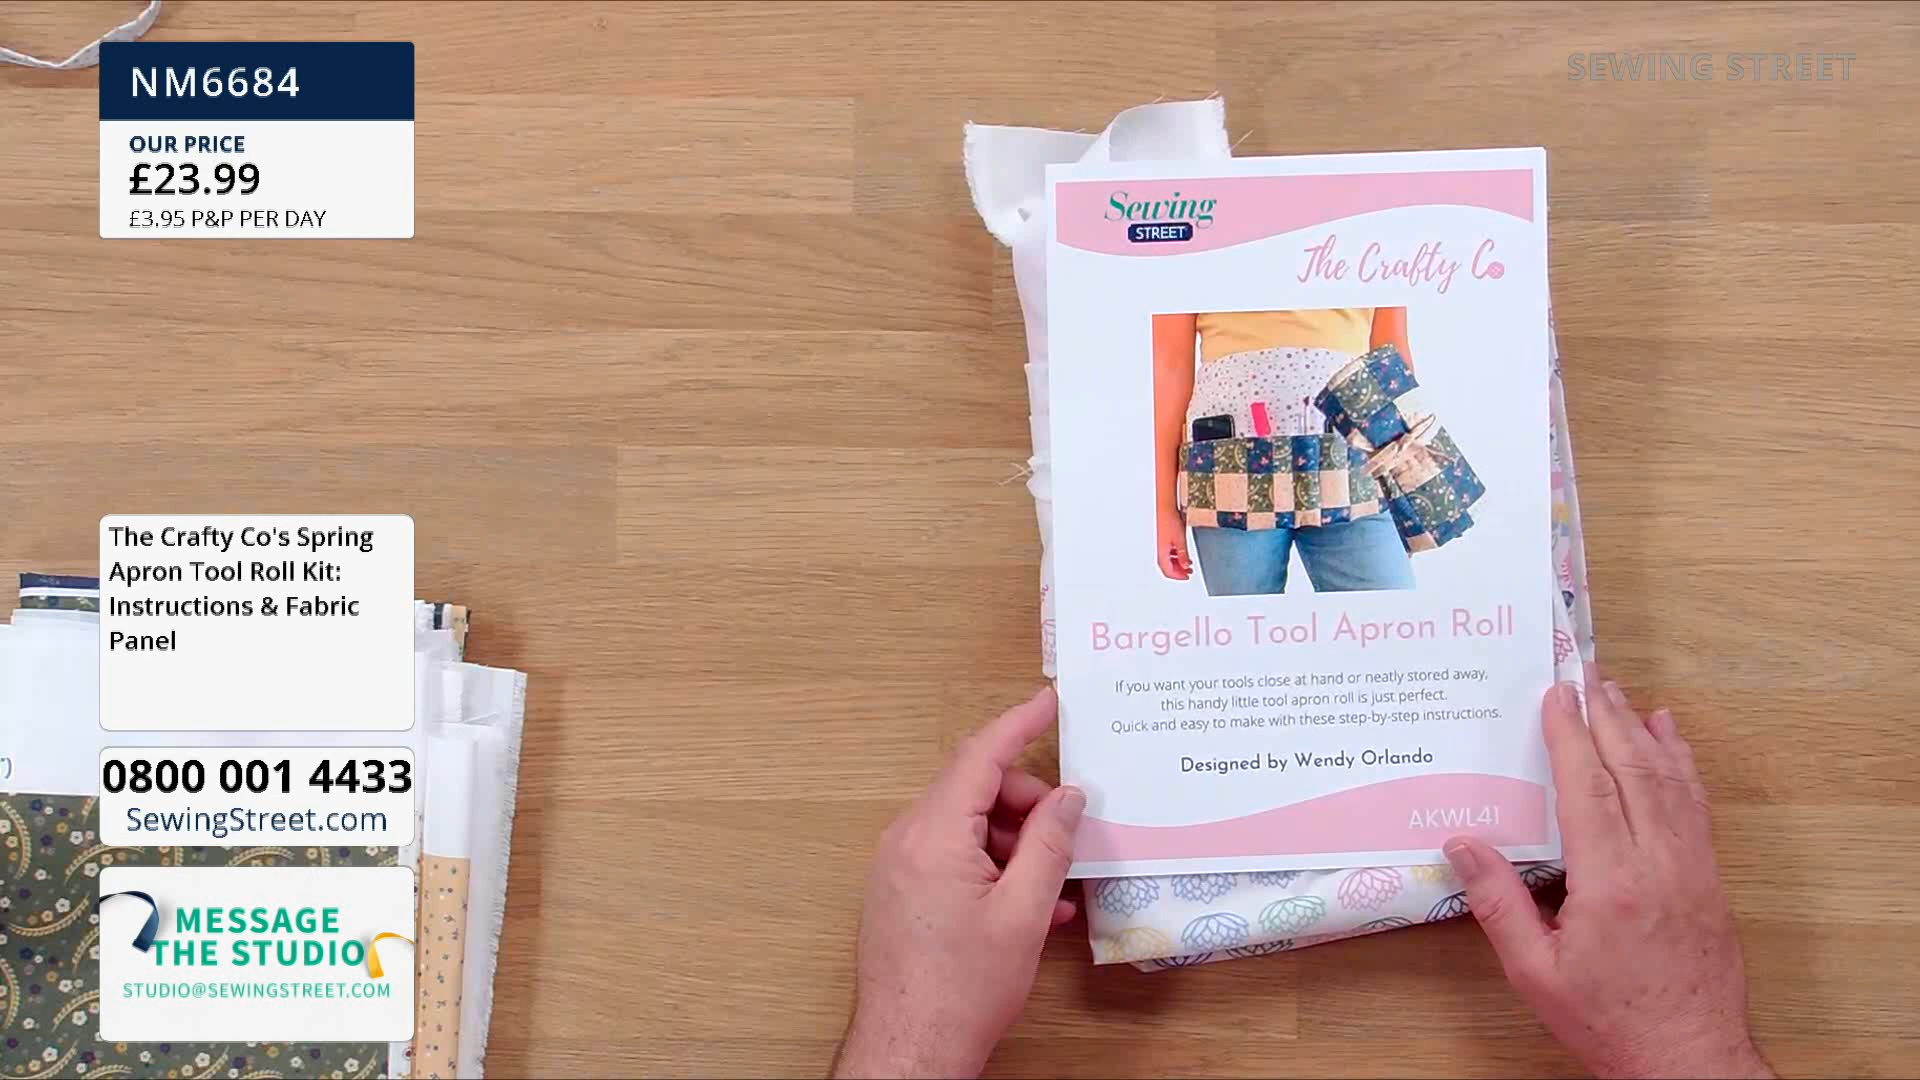 NM6684
OUR PRICE
£23.99
£3.95 P&P PER DAY
The Crafty Co's Spring
Apron Tool Roll Kit:
Instructions & Fabric
Panel
0800 001 4433
SewingStreet.com
MESSAGE
THE STUDIO
STUDIO@SEWINGSTREET.COM
SEWING STREET
Sewing
STREET
The Crafty Co
Bargello Tool Apron Roll
If you want your tools close at hand or neatly stored away,
this handy little tool apron roll is just perfect.
Quick and easy to make with these step-by-step instructions.
Designed by Wendy Orlando
AKWL41